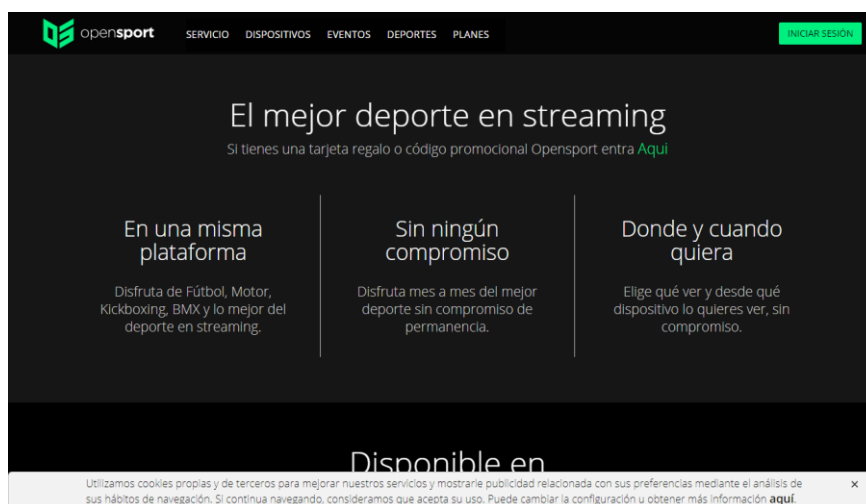 opensport
SERVICIO DISPOSITIVOS EVENTOS DEPORTES PLANES
INICIAR SESIÓN
El mejor deporte en streaming
Si tienes una tarjeta regalo o código promocional Opensport entra Aqui
En una misma
plataforma
Disfruta de Fútbol, Motor,
Kickboxing, BMX y lo mejor del
deporte en streaming.
Sin ningún
compromiso
Disfruta mes a mes del mejor
deporte sin compromiso de
permanencia.
Donde y cuando
quiera
Elige qué ver y desde qué
dispositivo lo quieres ver, sin
compromiso.
Disponible en
Utilizamos cookies propias y de terceros para mejorar nuestros servicios y mostrarle publicidad relacionada con sus preferencias mediante el análisis de
sus hábitos de navegación. Si continua navegando, consideramos que acepta su uso. Puede cambiar la configuración u obtener más información aquí.
×